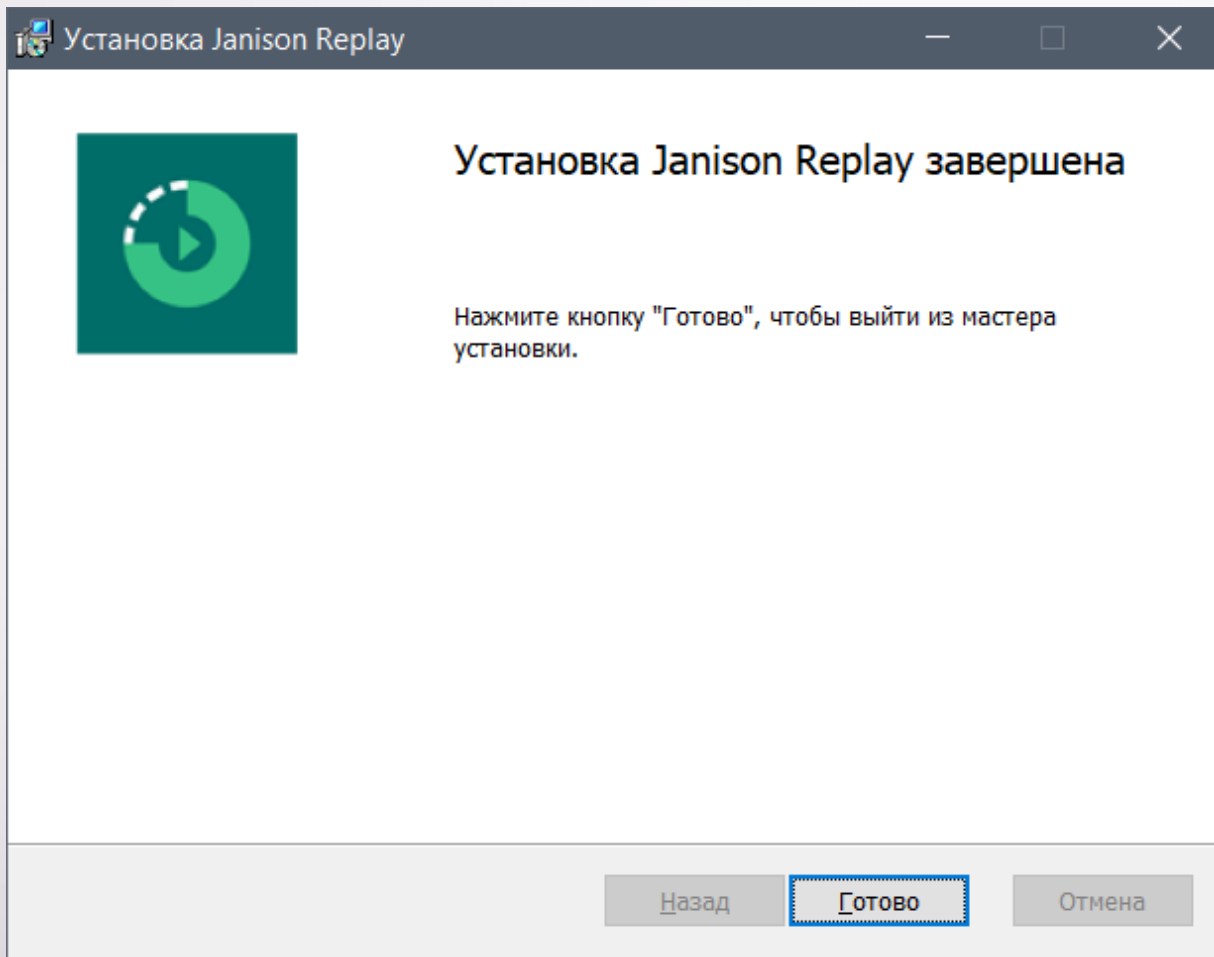 Установка Janison Replay
Установка Janison Replay завершена
Нажмите кнопку "Готово", чтобы выйти из мастера
установки.
Назад
Готово
Отмена